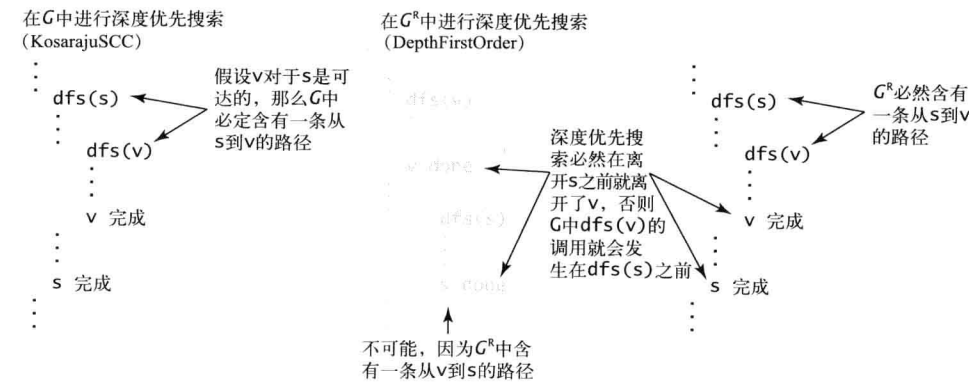 在G中进行深度优先搜索
（KosarajuSCC）
dfs(s)
dfs(v)
v 完成
s 完成
假设v对于s是可
达的，那么G中
必定含有一条从
s到v的路径
在Gᴿ中进行深度优先搜索
（DepthFirstOrder）
dfs(v)
v done
dfs(s)
s done
不可能，因为Gᴿ中含
有一条从v到s的路径
深度优先搜
索必然在离
开s之前就离
开了v，否则
G中dfs(v)的
调用就会发
生在dfs(s)之前
dfs(s)
dfs(v)
v 完成
s 完成
Gᴿ必然含有
一条从s到v
的路径